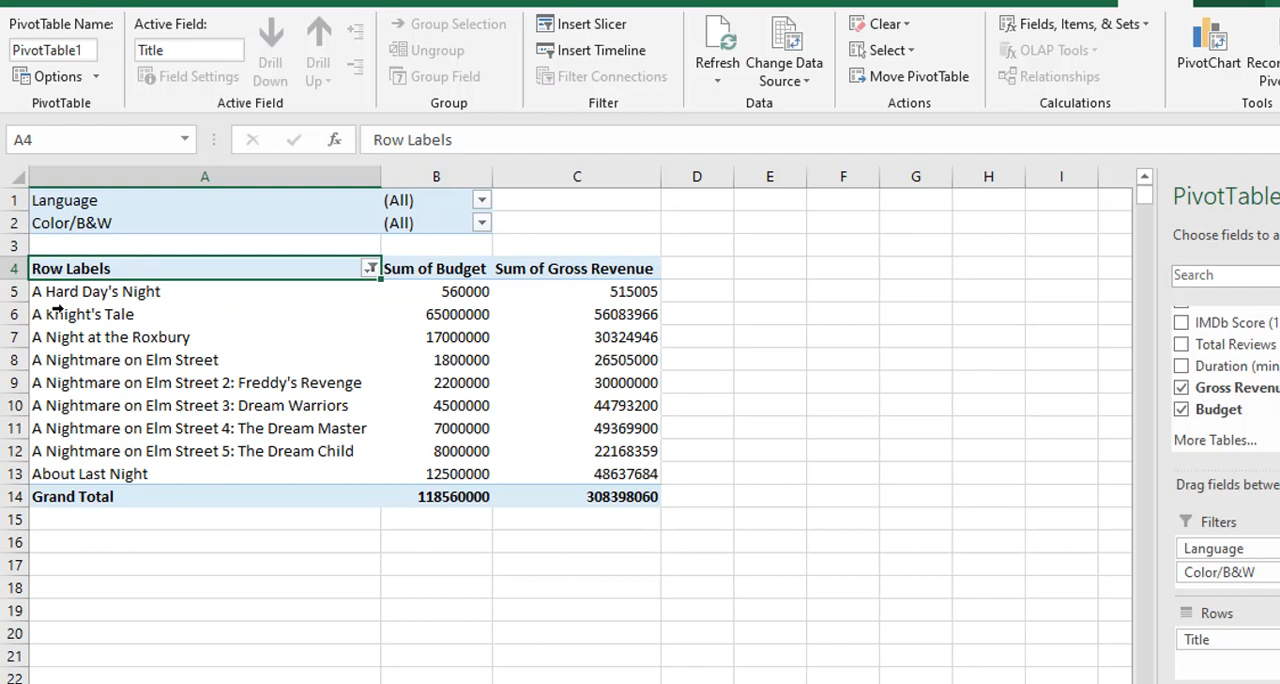 PivotTable Name: Active Field: → Group Selection Insert Slicer Clear Fields, Items, & Sets
PivotTable1 Title Drill Down Drill Up Ungroup Insert Timeline Refresh Change Data Source Select OLAP Tools PivotChart
Options Field Settings Group Field Filter Connections Move PivotTable Relationships
PivotTable Active Field Group Filter Data Actions Calculations Tools
A4 fx Row Labels
A B C D E F G H I
1 Language (All)
2 Color/B&W (All)
3
4 Row Labels Sum of Budget Sum of Gross Revenue
5 A Hard Day's Night 560000 515005
6 A Knight's Tale 65000000 56083966
7 A Night at the Roxbury 17000000 30324946
8 A Nightmare on Elm Street 1800000 26505000
9 A Nightmare on Elm Street 2: Freddy's Revenge 2200000 30000000
10 A Nightmare on Elm Street 3: Dream Warriors 4500000 44793200
11 A Nightmare on Elm Street 4: The Dream Master 7000000 49369900
12 A Nightmare on Elm Street 5: The Dream Child 8000000 22168359
13 About Last Night 12500000 48637684
14 Grand Total 118560000 308398060
15
16
17
18
19
20
21
22
PivotTable
Choose fields to a
Search
IMDb Score (1
Total Reviews
Duration (min
Gross Revenu
Budget
More Tables...
Drag fields betwe
Filters
Language
Color/B&W
Rows
Title